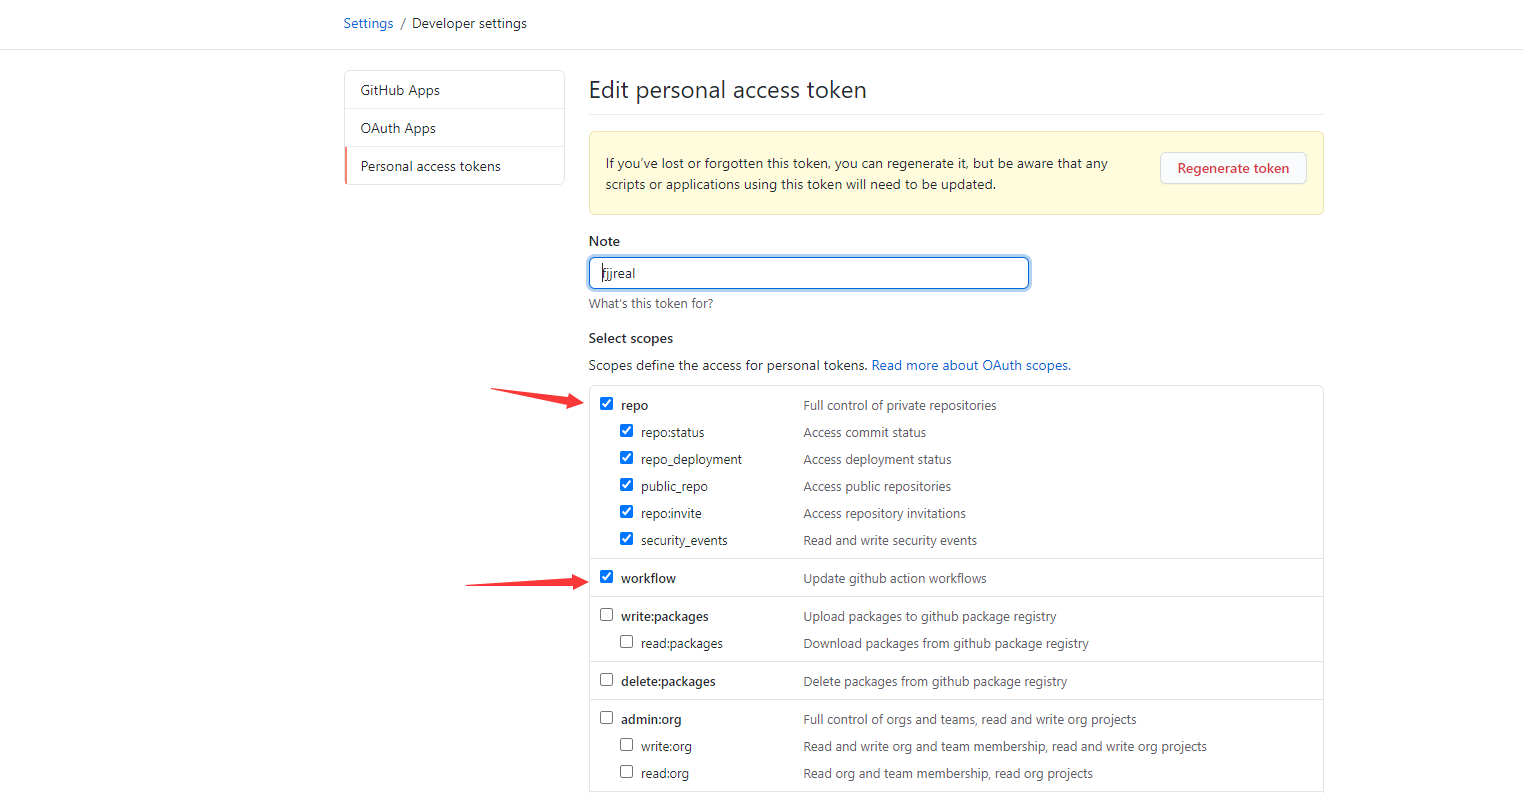 Settings / Developer settings
GitHub Apps
OAuth Apps
Personal access tokens
Edit personal access token
If you've lost or forgotten this token, you can regenerate it, but be aware that any
scripts or applications using this token will need to be updated.
Regenerate token
Note
fjjreal
What's this token for?
Select scopes
Scopes define the access for personal tokens. Read more about OAuth scopes.
repo Full control of private repositories
repo:status Access commit status
repo_deployment Access deployment status
public_repo Access public repositories
repo:invite Access repository invitations
security_events Read and write security events
workflow Update github action workflows
write:packages Upload packages to github package registry
read:packages Download packages from github package registry
delete:packages Delete packages from github package registry
admin:org Full control of orgs and teams, read and write org projects
write:org Read and write org and team membership, read and write org projects
read:org Read org and team membership, read org projects